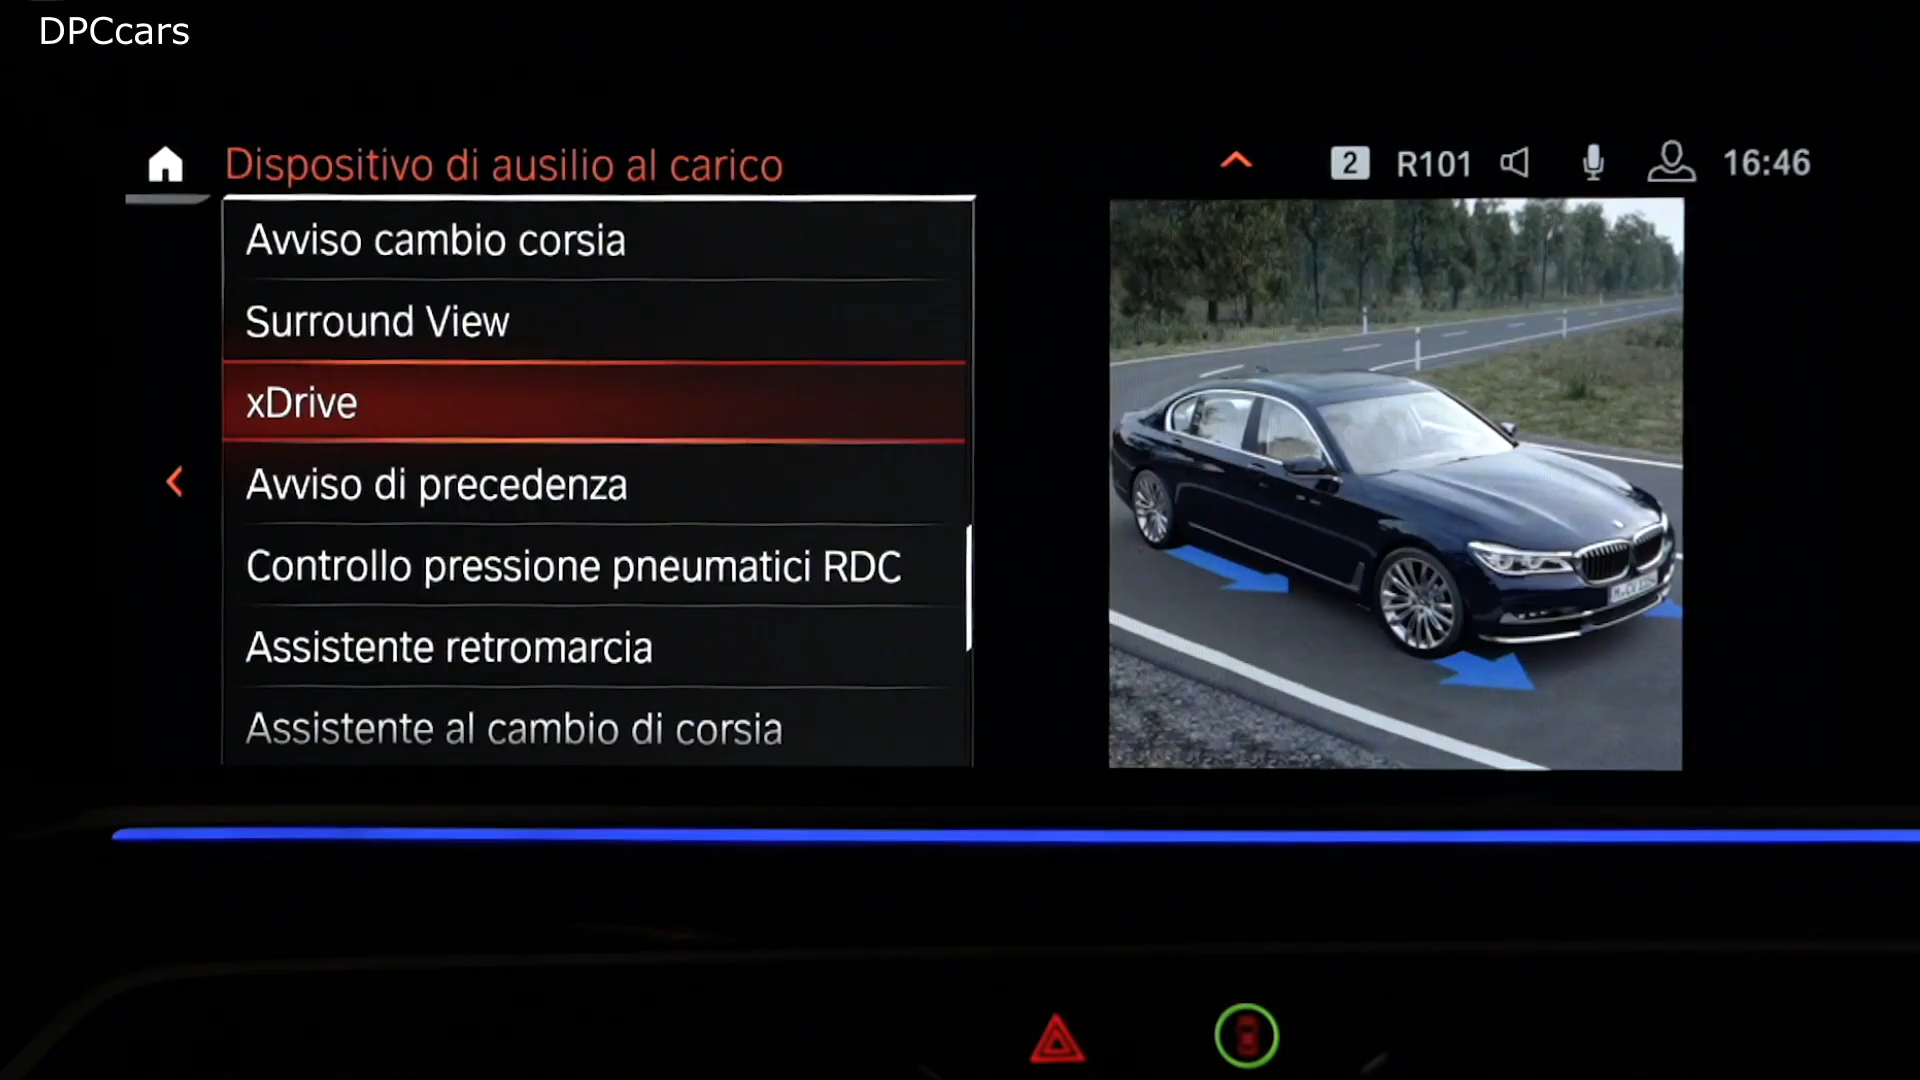 DPCcars
Dispositivo di ausilio al carico
2 R101 16:46
Avviso cambio corsia
Surround View
xDrive
Avviso di precedenza
Controllo pressione pneumatici RDC
Assistente retromarcia
Assistente al cambio di corsia